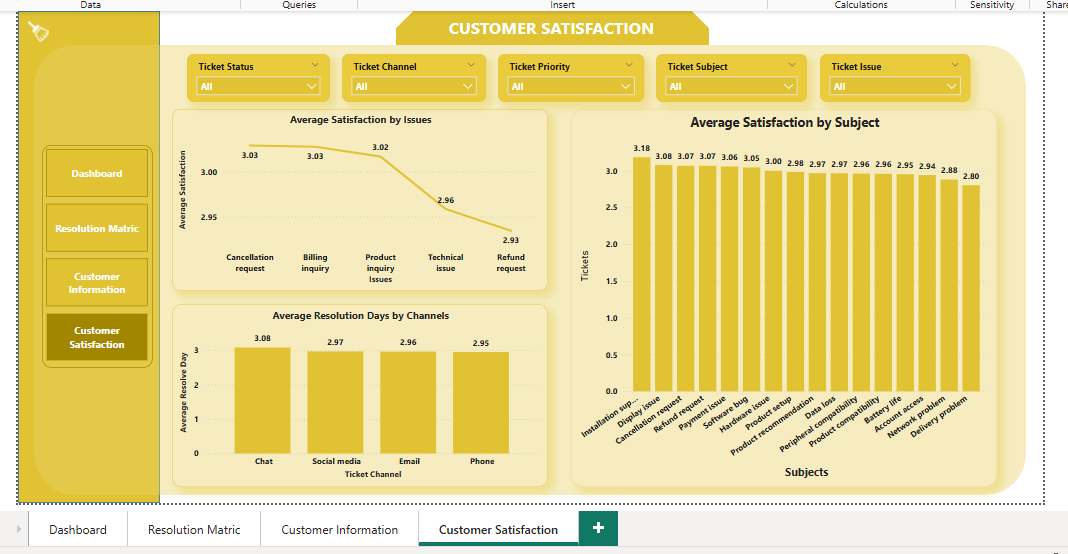 Data
Queries
Insert
Calculations
Sensitivity
Share
CUSTOMER SATISFACTION
Ticket Status
All
Ticket Channel
All
Ticket Priority
All
Ticket Subject
All
Ticket Issue
All
Dashboard
Resolution Matric
Customer
Information
Customer
Satisfaction
Average Satisfaction by Issues
Average Satisfaction
3.00
2.95
3.03
3.03
3.02
2.96
2.93
Cancellation
request
Billing
inquiry
Product
inquiry
Technical
issue
Refund
request
Issues
Average Resolution Days by Channels
Average Resolve Day
3
2
1
0
3.08
2.97
2.96
2.95
Chat
Social media
Email
Phone
Ticket Channel
Average Satisfaction by Subject
Tickets
3.0
2.5
2.0
1.5
1.0
0.5
0.0
3.18
3.08
3.07
3.07
3.06
3.05
3.00
2.98
2.97
2.97
2.96
2.96
2.95
2.94
2.88
2.80
Installation sup...
Display issue
Cancellation request
Refund request
Payment issue
Software bug
Hardware issue
Product setup
Product recommendation
Data loss
Peripheral compatibility
Product compatibility
Battery life
Account access
Network problem
Delivery problem
Subjects
Dashboard
Resolution Matric
Customer Information
Customer Satisfaction
+